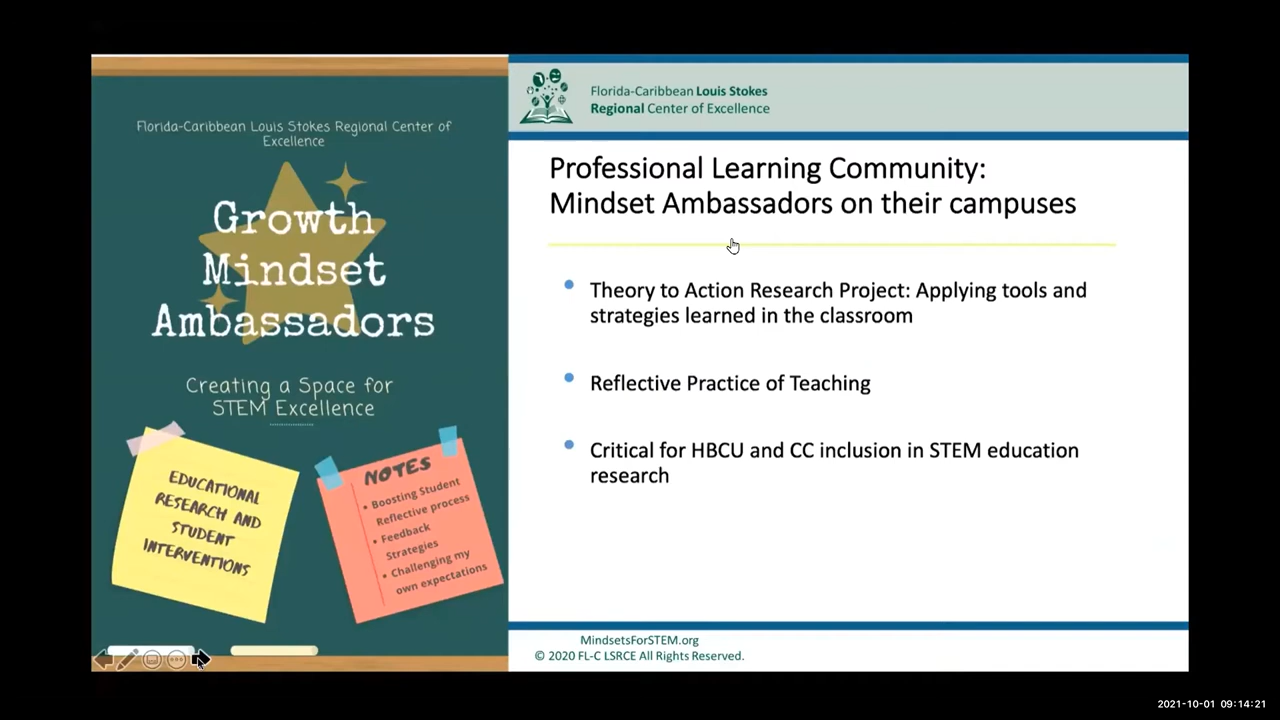 Florida-Caribbean Louis Stokes Regional Center of
Excellence
Growth
Mindset
Ambassadors
Creating a Space for
STEM Excellence
EDUCATIONAL
RESEARCH AND
STUDENT
INTERVENTIONS
NOTES
• Boosting Student
Reflective process
• Feedback
Strategies
• Challenging my
own expectations
Florida-Caribbean Louis Stokes
Regional Center of Excellence
Professional Learning Community:
Mindset Ambassadors on their campuses
• Theory to Action Research Project: Applying tools and
strategies learned in the classroom
• Reflective Practice of Teaching
• Critical for HBCU and CC inclusion in STEM education
research
MindsetsForSTEM.org
© 2020 FL-C LSRCE All Rights Reserved.
2021-10-01 09:14:21